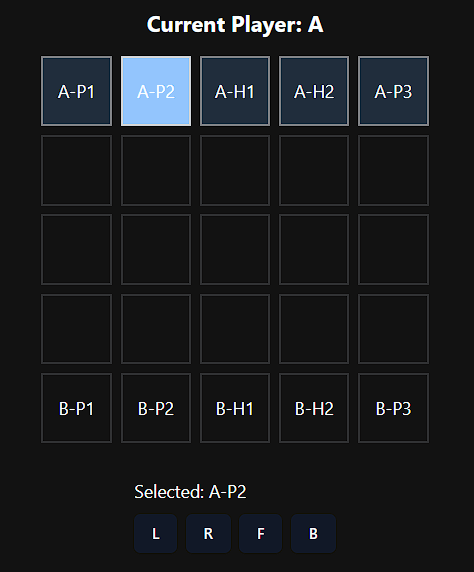 Current Player: A
A-P1 A-P2 A-H1 A-H2 A-P3
B-P1 B-P2 B-H1 B-H2 B-P3
Selected: A-P2
L R F B